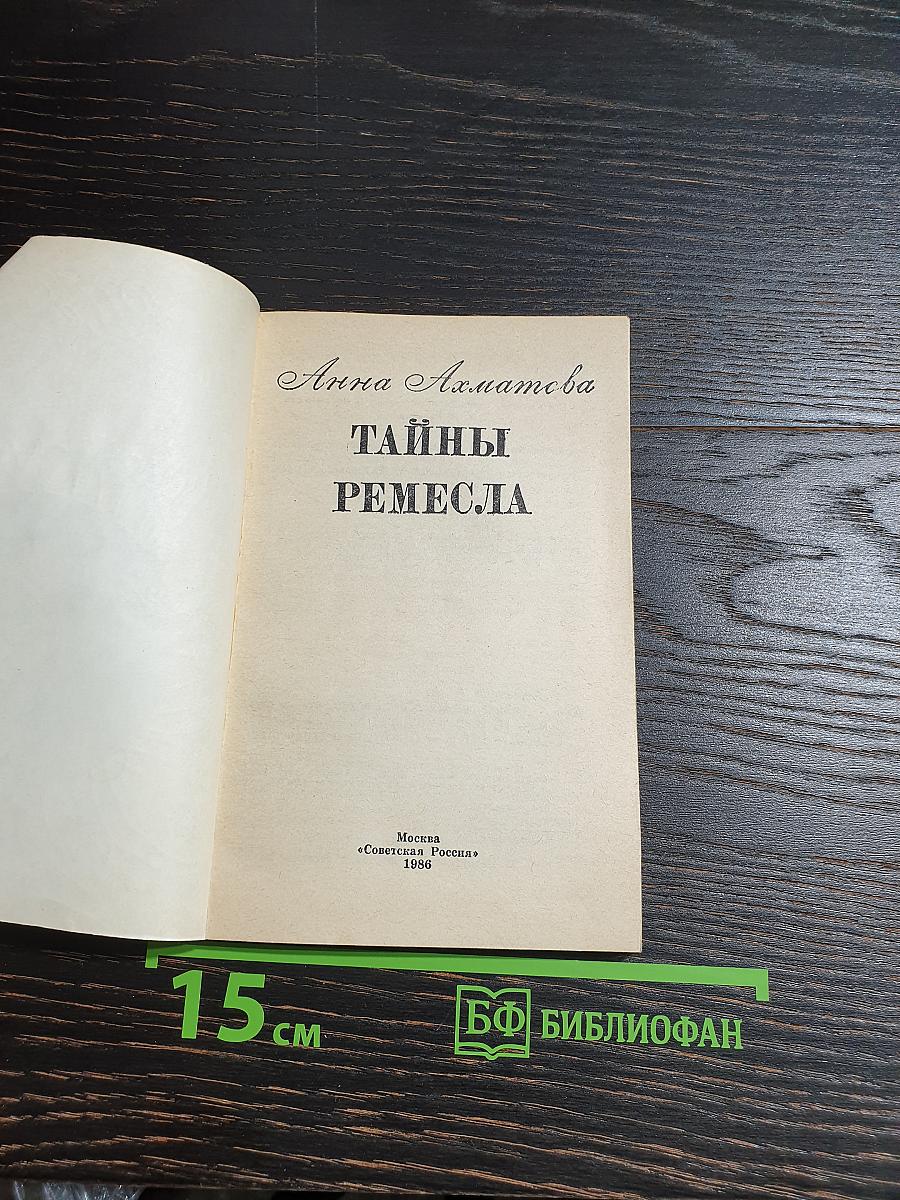 Анна Ахматова
ТАЙНЫ
РЕМЕСЛА
Москва
«Советская Россия»
1986
15 см
БФ БИБЛИОФАН